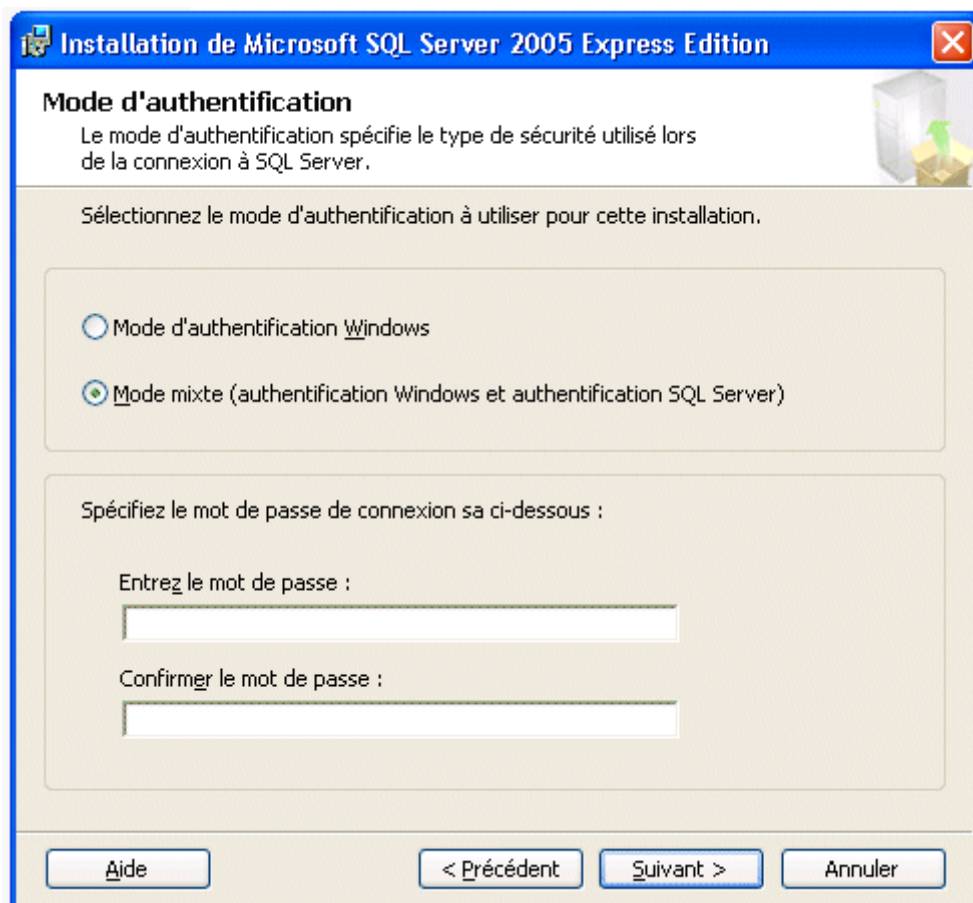 Installation de Microsoft SQL Server 2005 Express Edition
Mode d'authentification
Le mode d'authentification spécifie le type de sécurité utilisé lors
de la connexion à SQL Server.
Sélectionnez le mode d'authentification à utiliser pour cette installation.
Mode d'authentification Windows
Mode mixte (authentification Windows et authentification SQL Server)
Spécifiez le mot de passe de connexion sa ci-dessous :
Entrez le mot de passe :
Confirmer le mot de passe :
Aide
< Précédent
Suivant >
Annuler